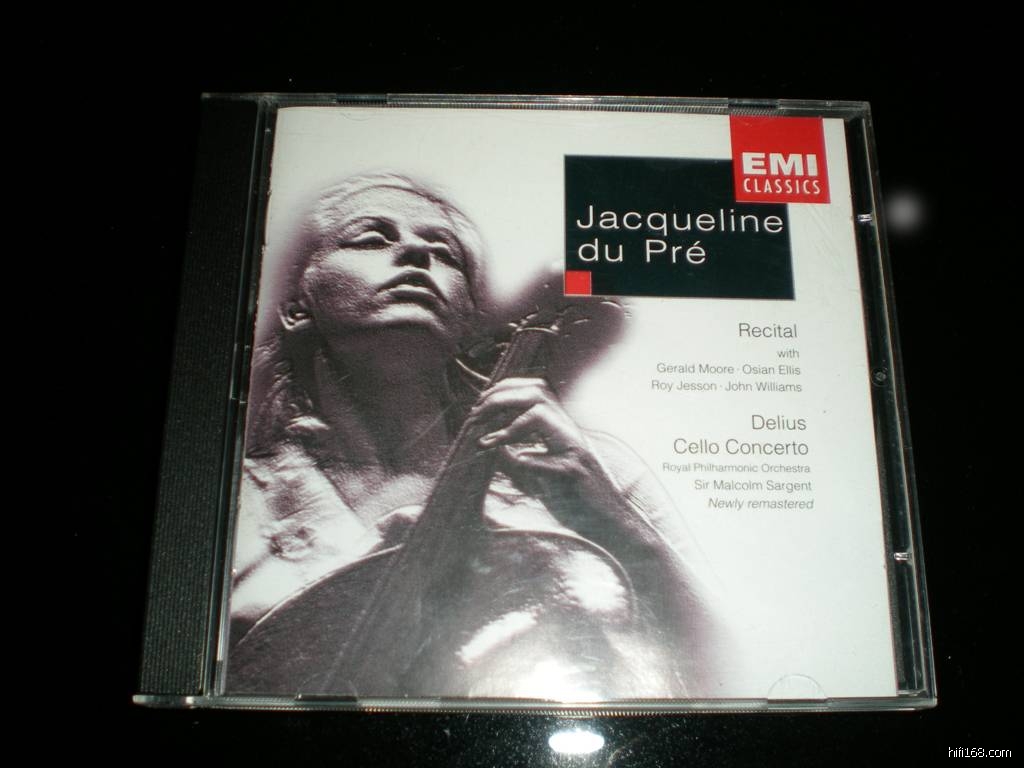 EMI
CLASSICS
Jacqueline
du Pré
Recital
with
Gerald Moore · Osian Ellis
Roy Jesson · John Williams
Delius
Cello Concerto
Royal Philharmonic Orchestra
Sir Malcolm Sargent
Newly remastered
hifi168.com